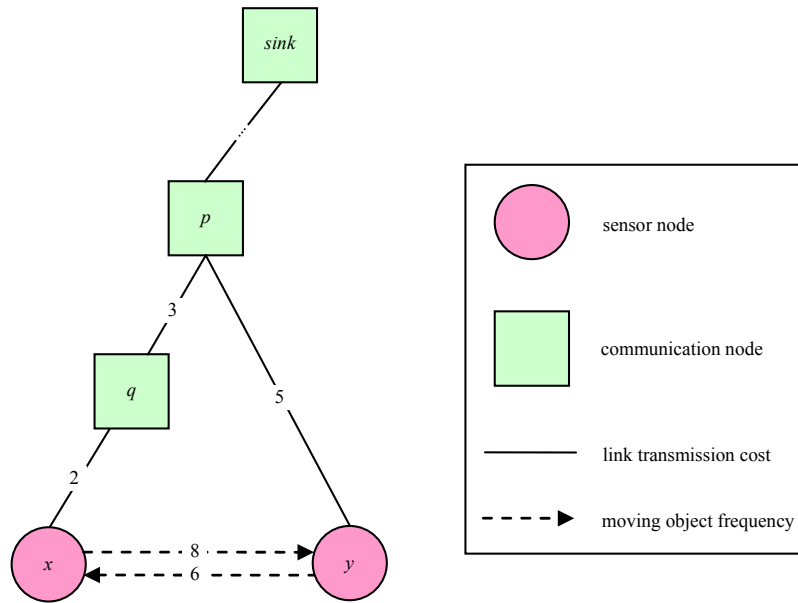 sink
p
3
q
5
2
x
8
6
y
sensor node
communication node
link transmission cost
moving object frequency